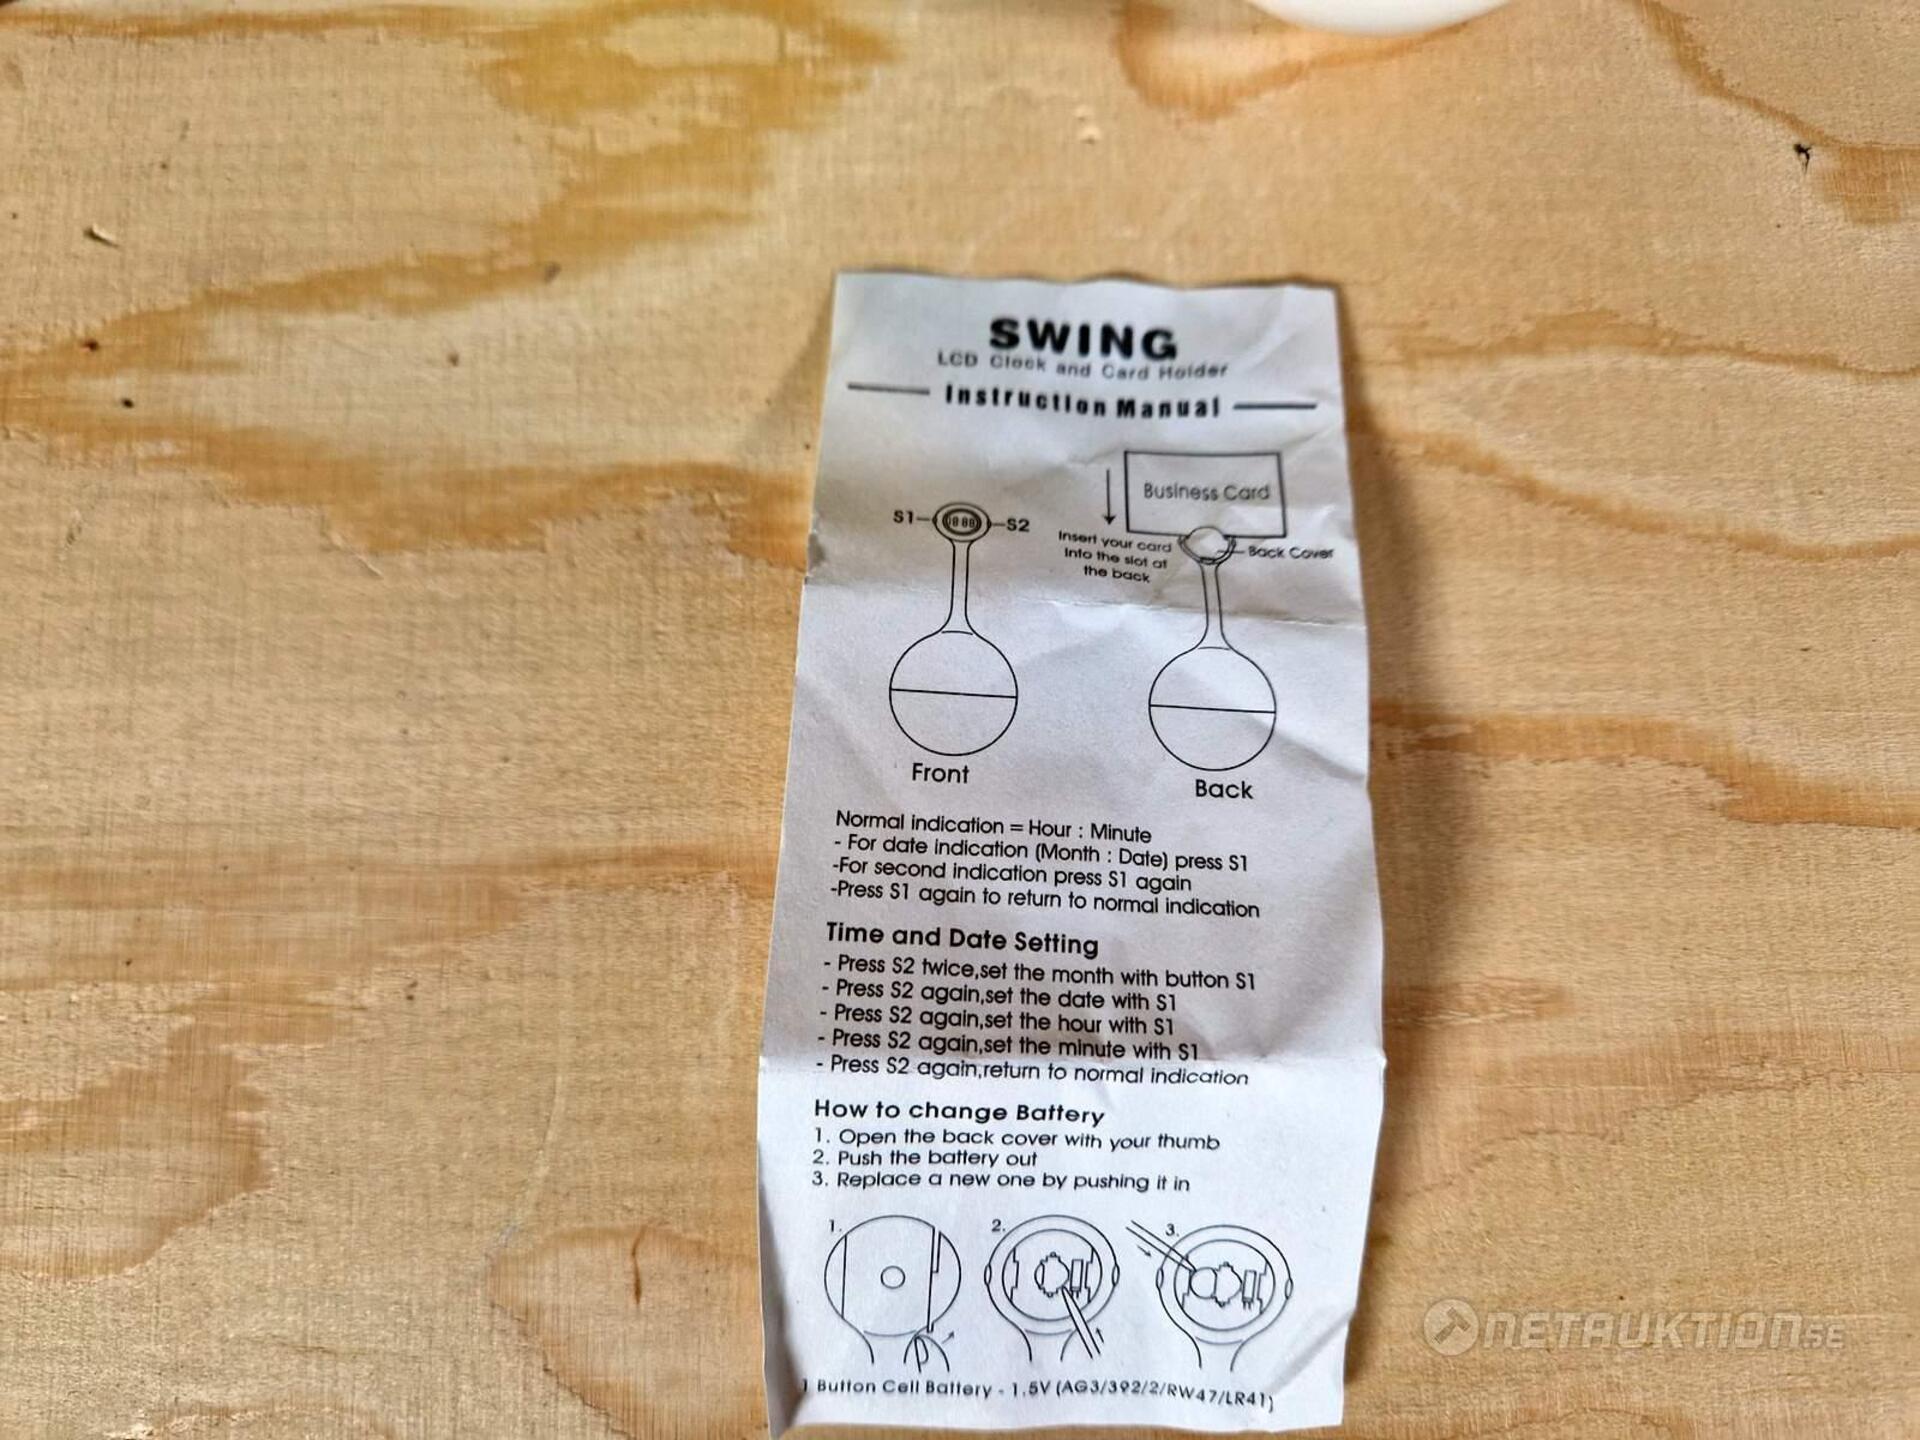 SWING
LCD Clock and Card Holder
Instruction Manual
Business Card
S1
88:88
S2
Insert your card
into the slot at
the back
Back Cover
Front
Back
Normal indication = Hour : Minute
- For date indication (Month : Date) press S1
-For second indication press S1 again
-Press S1 again to return to normal indication
Time and Date Setting
- Press S2 twice,set the month with button S1
- Press S2 again,set the date with S1
- Press S2 again,set the hour with S1
- Press S2 again,set the minute with S1
- Press S2 again,return to normal indication
How to change Battery
1. Open the back cover with your thumb
2. Push the battery out
3. Replace a new one by pushing it in
1.
2.
3.
1 Button Cell Battery - 1.5V (AG3/392/2/RW47/LR41)
NETAUKTION.SE